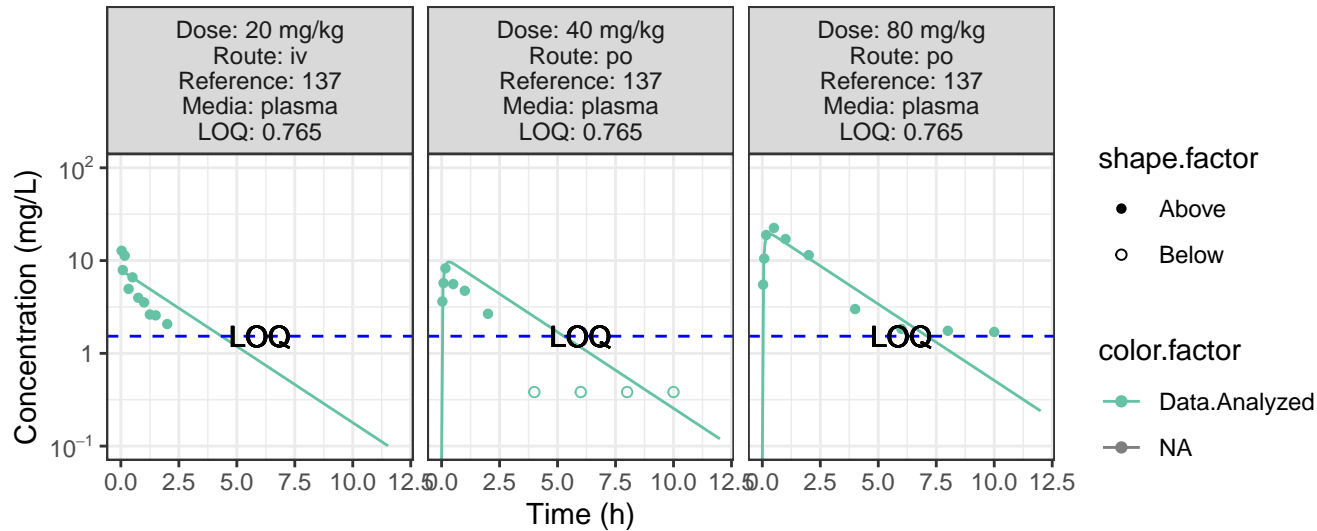 Dose: 20 mg/kg
Route: iv
Reference: 137
Media: plasma
LOQ: 0.765
Dose: 40 mg/kg
Route: po
Reference: 137
Media: plasma
LOQ: 0.765
Dose: 80 mg/kg
Route: po
Reference: 137
Media: plasma
LOQ: 0.765
Concentration (mg/L)
10²
10
1
10⁻¹
LOQ
LOQ
LOQ
0.0 2.5 5.0 7.5 10.0 12.5
0.0 2.5 5.0 7.5 10.0 12.5
0.0 2.5 5.0 7.5 10.0 12.5
Time (h)
shape.factor
Above
Below
color.factor
Data.Analyzed
NA